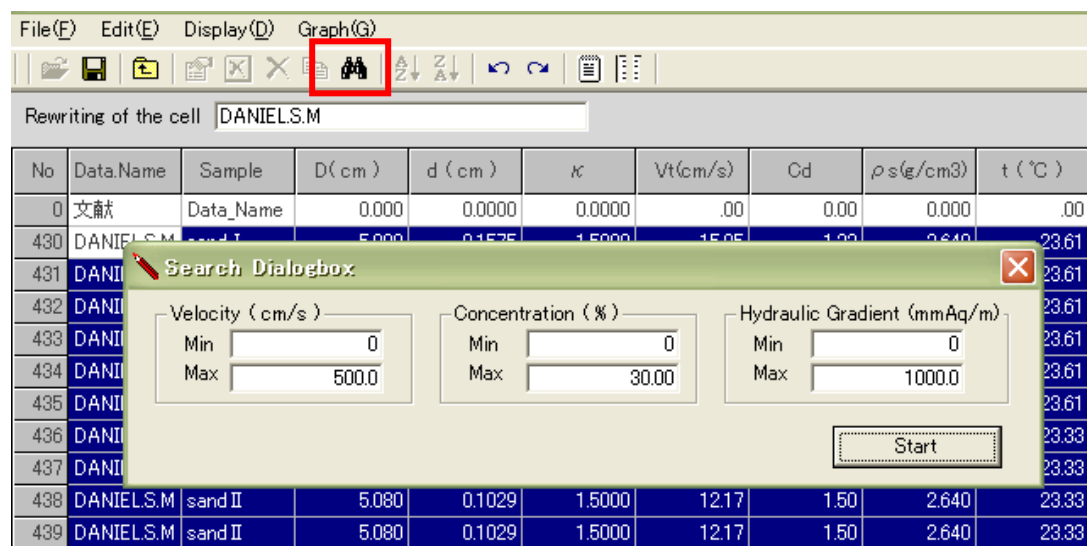 File(F) Edit(E) Display(D) Graph(G)
Rewriting of the cell DANIEL.S.M
No Data.Name Sample D(cm) d(cm) κ Vt(cm/s) Cd ρs(g/cm3) t(℃)
0 文献 Data_Name 0.000 0.0000 0.0000 .00 0.00 0.000 .00
430 DANIEL.S.M sand I 5.000 0.1575 1.5000 15.05 2.640 23.61
431 DANI 23.61
432 DANI 23.61
433 DANI 23.61
434 DANI 23.61
435 DANI 23.61
436 DANI 23.33
437 DANI 23.33
Search Dialogbox
Velocity (cm/s) Concentration (%) Hydraulic Gradient (mmAq/m)
Min 0 Min 0 Min 0
Max 500.0 Max 30.00 Max 1000.0
Start
438 DANIEL.S.M sand II 5.080 0.1029 1.5000 12.17 1.50 2.640 23.33
439 DANIEL.S.M sand II 5.080 0.1029 1.5000 12.17 1.50 2.640 23.33